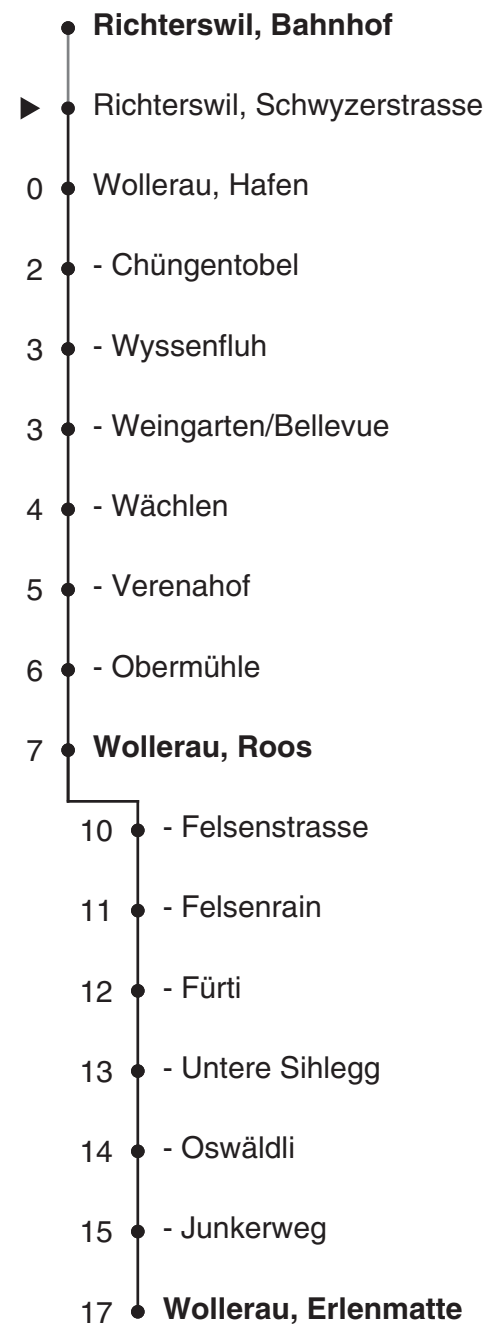 Richterswil, Bahnhof
Richterswil, Schwyzerstrasse
0 Wollerau, Hafen
2 - Chüngentobel
3 - Wyssenfluh
3 - Weingarten/Bellevue
4 - Wächlen
5 - Verenahof
6 - Obermühle
7 Wollerau, Roos
10 - Felsenstrasse
11 - Felsenrain
12 - Fürti
13 - Untere Sihlegg
14 - Oswäldli
15 - Junkerweg
17 Wollerau, Erlenmatte